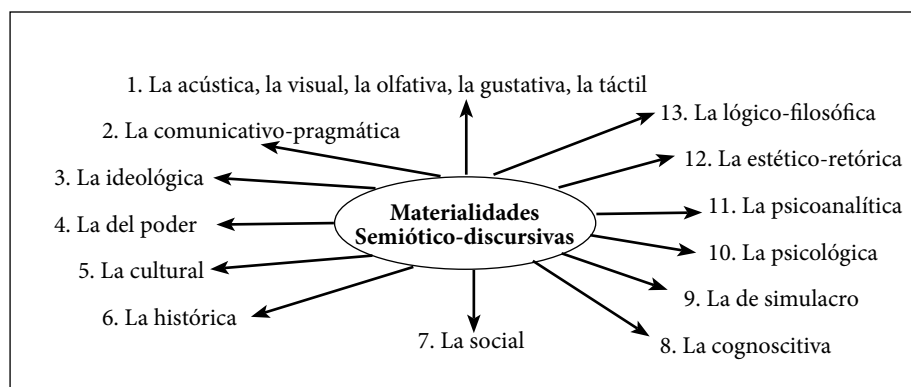 1. La acústica, la visual, la olfativa, la gustativa, la táctil
2. La comunicativo-pragmática
3. La ideológica
4. La del poder
5. La cultural
6. La histórica
7. La social
8. La cognoscitiva
9. La de simulacro
10. La psicológica
11. La psicoanalítica
12. La estético-retórica
13. La lógico-filosófica
Materialidades
Semiótico-discursivas